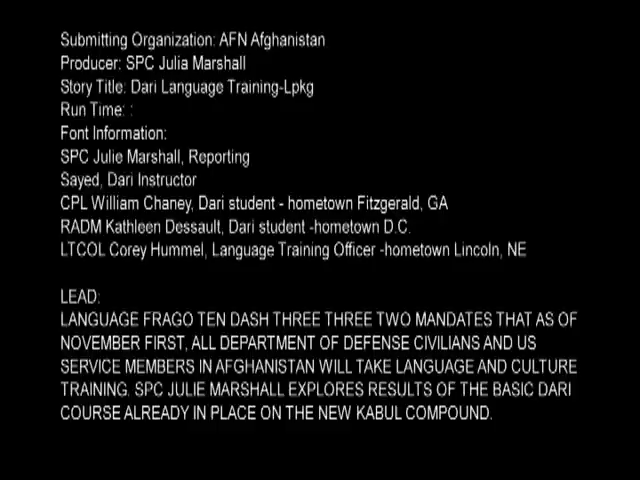 Submitting Organization: AFN Afghanistan
Producer: SPC Julia Marshall
Story Title: Dari Language Training-Lpkg
Run Time: :
Font Information:
SPC Julie Marshall, Reporting
Sayed, Dari Instructor
CPL William Chaney, Dari student - hometown Fitzgerald, GA
RADM Kathleen Dessault, Dari student -hometown D.C.
LTCOL Corey Hummel, Language Training Officer -hometown Lincoln, NE
LEAD:
LANGUAGE FRAGO TEN DASH THREE THREE TWO MANDATES THAT AS OF
NOVEMBER FIRST, ALL DEPARTMENT OF DEFENSE CIVILIANS AND US
SERVICE MEMBERS IN AFGHANISTAN WILL TAKE LANGUAGE AND CULTURE
TRAINING. SPC JULIE MARSHALL EXPLORES RESULTS OF THE BASIC DARI
COURSE ALREADY IN PLACE ON THE NEW KABUL COMPOUND.